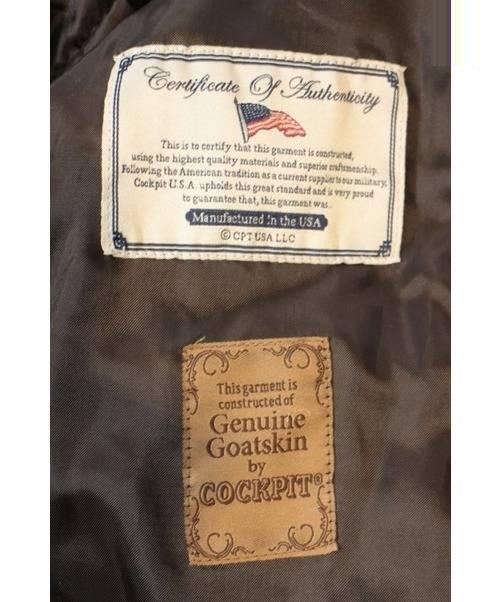 Certificate Of Authenticity
This is to certify that this garment is constructed,
using the highest quality materials and superior craftsmanship.
Following the American tradition as a current supplier to our military,
Cockpit U.S.A. upholds this great standard and is very proud
to guarantee that, this garment was..
Manufactured in the USA
© CPT USA LLC
This garment is
constructed of
Genuine
Goatskin
by
COCKPIT®